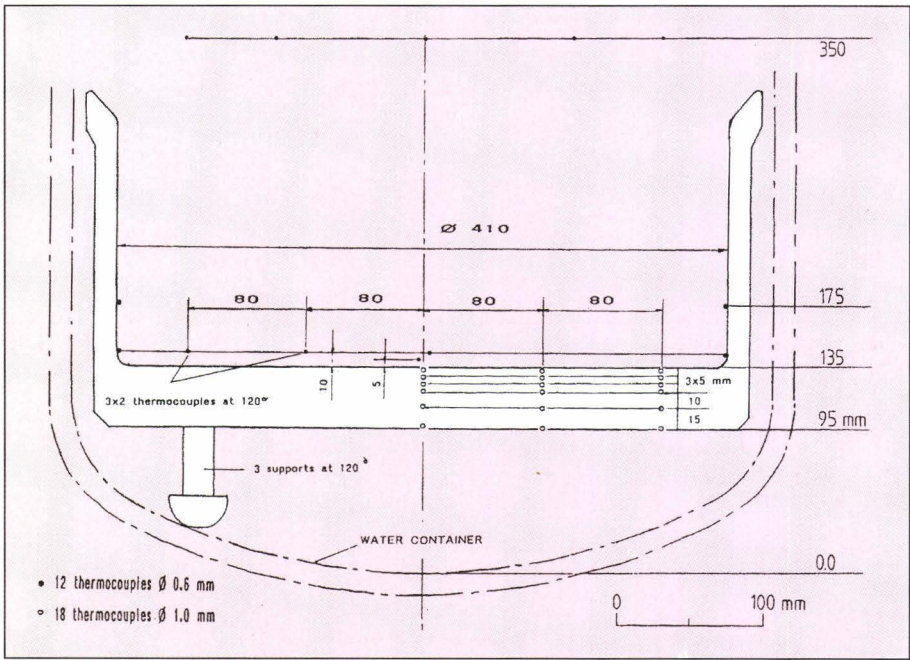 350
Ø 410
80 80 80 80
175
135
10
5
3x5 mm
10
15
3x2 thermocouples at 120°
95 mm
3 supports at 120°
WATER CONTAINER
0.0
• 12 thermocouples Ø 0.6 mm
○ 18 thermocouples Ø 1.0 mm
0 100 mm